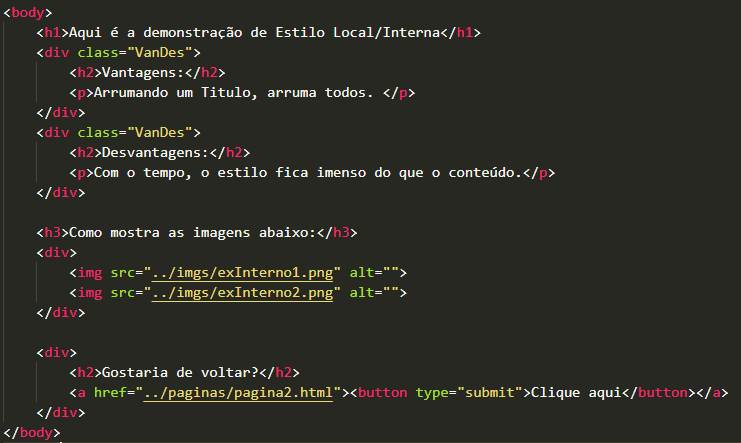 <body>
<h1>Aqui é a demonstração de Estilo Local/Interna</h1>
<div class="VanDes">
<h2>Vantagens:</h2>
<p>Arrumando um Titulo, arruma todos. </p>
</div>
<div class="VanDes">
<h2>Desvantagens:</h2>
<p>Com o tempo, o estilo fica imenso do que o conteúdo.</p>
</div>
<h3>Como mostra as imagens abaixo:</h3>
<div>
<img src="../imgs/exInterno1.png" alt="">
<img src="../imgs/exInterno2.png" alt="">
</div>
<div>
<h2>Gostaria de voltar?</h2>
<a href="../paginas/pagina2.html"><button type="submit">Clique aqui</button></a>
</div>
</body>